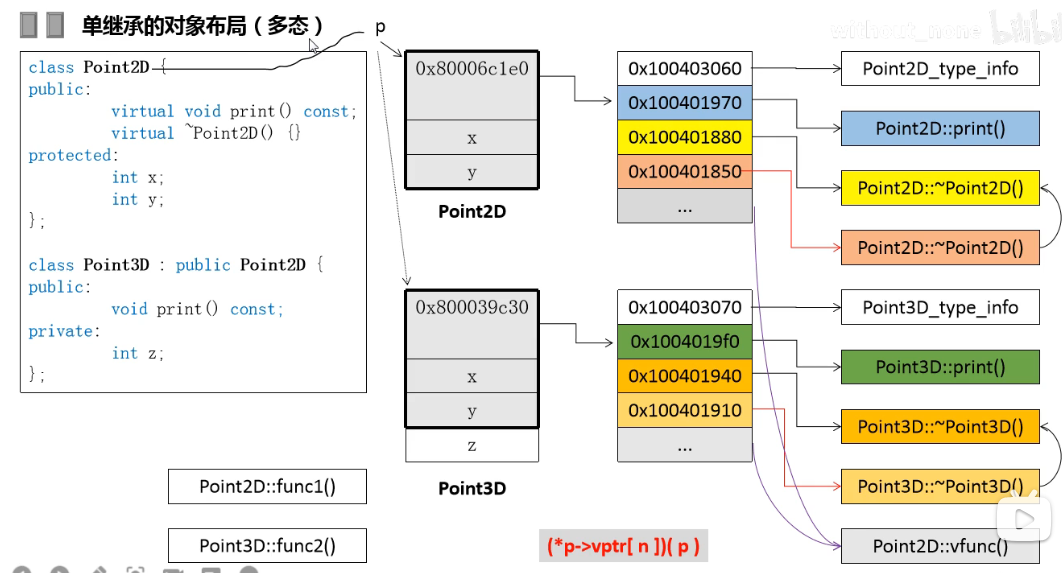 单继承的对象布局（多态）
p
without_none bilibili
class Point2D {
public:
virtual void print() const;
virtual ~Point2D() {}
protected:
int x;
int y;
};
class Point3D : public Point2D {
public:
void print() const;
private:
int z;
};
0x80006c1e0
x
y
Point2D
0x100403060
0x100401970
0x100401880
0x100401850
...
Point2D_type_info
Point2D::print()
Point2D::~Point2D()
Point2D::~Point2D()
0x800039c30
x
y
z
Point3D
0x100403070
0x1004019f0
0x100401940
0x100401910
...
Point3D_type_info
Point3D::print()
Point3D::~Point3D()
Point3D::~Point3D()
Point2D::vfunc()
Point2D::func1()
Point3D::func2()
(*p->vptr[ n ])( p )